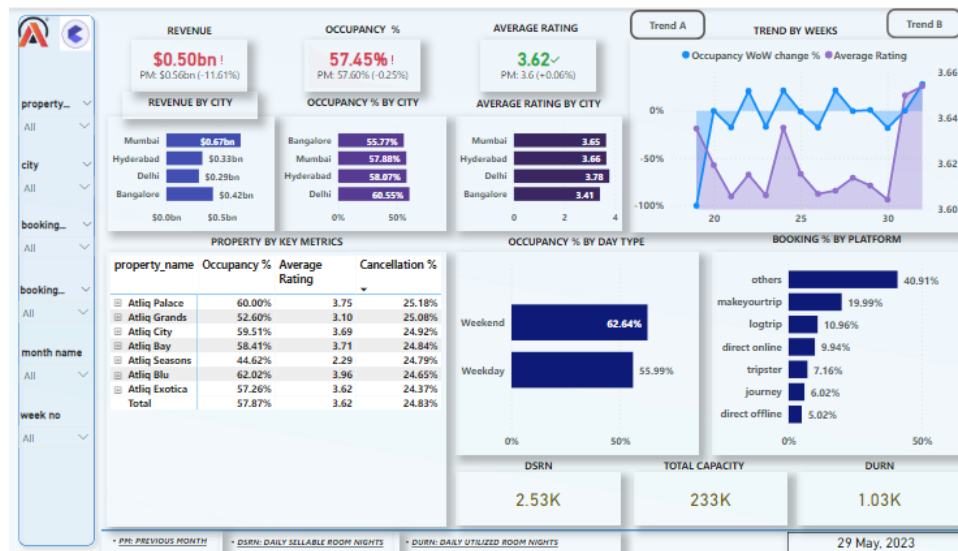 REVENUE
$0.50bn!
PM: $0.56bn (-11.61%)
OCCUPANCY %
57.45%!
PM: 57.60% (-0.25%)
AVERAGE RATING
3.62✓
PM: 3.6 (+0.06%)
Trend A
Trend B
TREND BY WEEKS
Occupancy WoW change % Average Rating
0%
-50%
-100%
3.66
3.64
3.62
3.60
20 25 30
property_...
All
city
All
booking_...
All
booking_...
All
month name
All
week no
All
REVENUE BY CITY
Mumbai $0.67bn
Hyderabad $0.33bn
Delhi $0.29bn
Bangalore $0.42bn
$0.0bn $0.5bn
OCCUPANCY % BY CITY
Bangalore 55.77%
Mumbai 57.88%
Hyderabad 58.07%
Delhi 60.55%
0% 50%
AVERAGE RATING BY CITY
Mumbai 3.65
Hyderabad 3.66
Delhi 3.78
Bangalore 3.41
0 2 4
PROPERTY BY KEY METRICS
property_name Occupancy % Average Rating Cancellation %
Atliq Palace 60.00% 3.75 25.18%
Atliq Grands 52.60% 3.10 25.08%
Atliq City 59.51% 3.69 24.92%
Atliq Bay 58.41% 3.71 24.84%
Atliq Seasons 44.62% 2.29 24.79%
Atliq Blu 62.02% 3.96 24.65%
Atliq Exotica 57.26% 3.62 24.37%
Total 57.87% 3.62 24.83%
OCCUPANCY % BY DAY TYPE
Weekend 62.64%
Weekday 55.99%
0% 50%
BOOKING % BY PLATFORM
others 40.91%
makeyourtrip 19.99%
logtrip 10.96%
direct online 9.94%
tripster 7.16%
journey 6.02%
direct offline 5.02%
0% 50%
DSRN
2.53K
TOTAL CAPACITY
233K
DURN
1.03K
• PM: PREVIOUS MONTH
• DSRN: DAILY SELLABLE ROOM NIGHTS
• DURN: DAILY UTILIZED ROOM NIGHTS
29 May, 2023